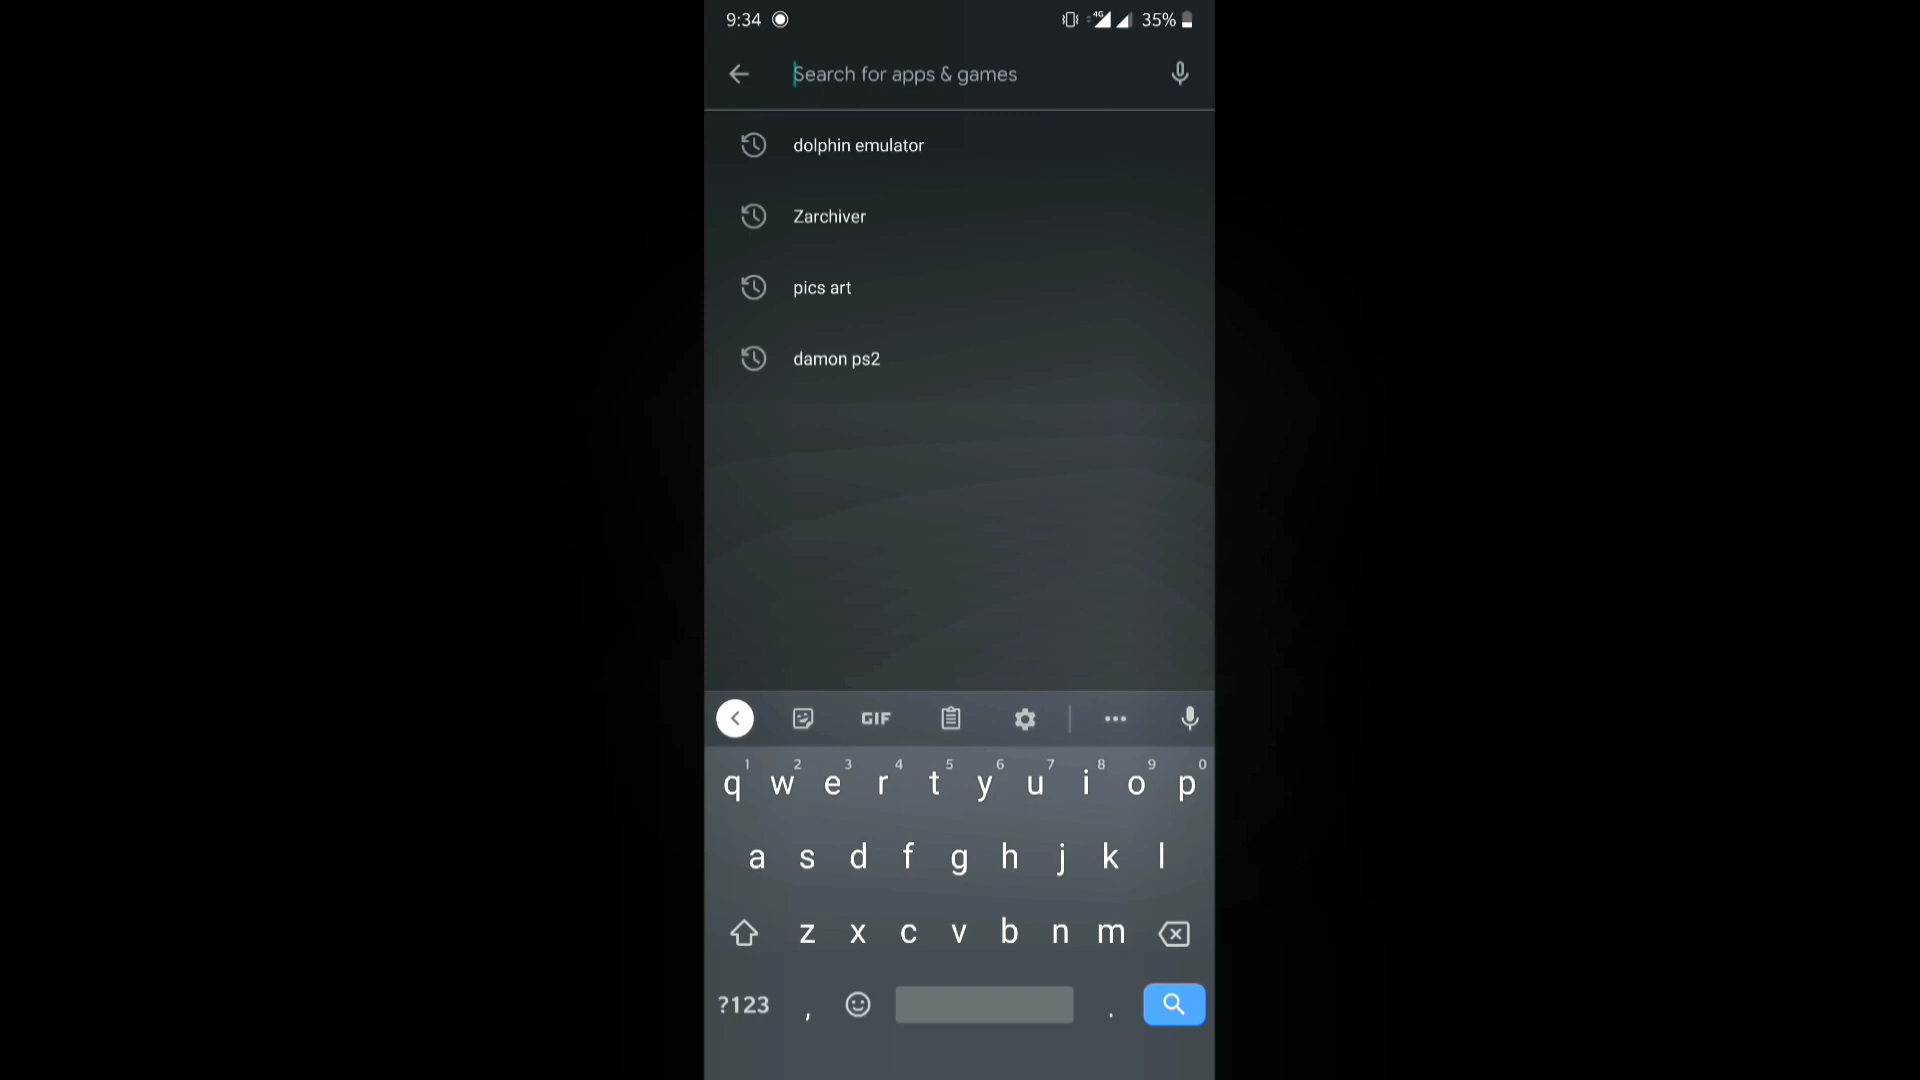 9:34
4G 35%
Search for apps & games
dolphin emulator
Zarchiver
pics art
damon ps2
GIF
1 2 3 4 5 6 7 8 9 0
q w e r t y u i o p
a s d f g h j k l
z x c v b n m
?123 , .